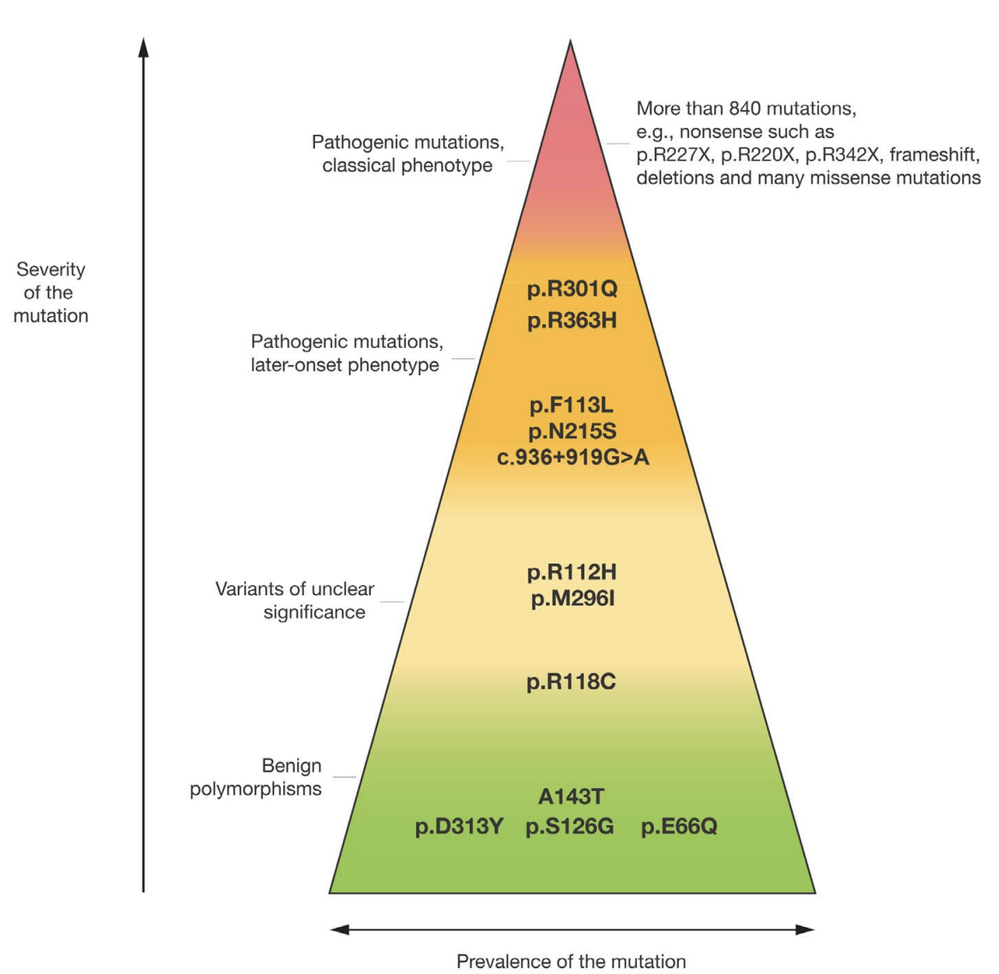 Pathogenic mutations,
classical phenotype
More than 840 mutations,
e.g., nonsense such as
p.R227X, p.R220X, p.R342X, frameshift,
deletions and many missense mutations
Severity
of the
mutation
p.R301Q
p.R363H
Pathogenic mutations,
later-onset phenotype
p.F113L
p.N215S
c.936+919G>A
p.R112H
p.M296I
Variants of unclear
significance
p.R118C
Benign
polymorphisms
A143T
p.D313Y p.S126G p.E66Q
Prevalence of the mutation